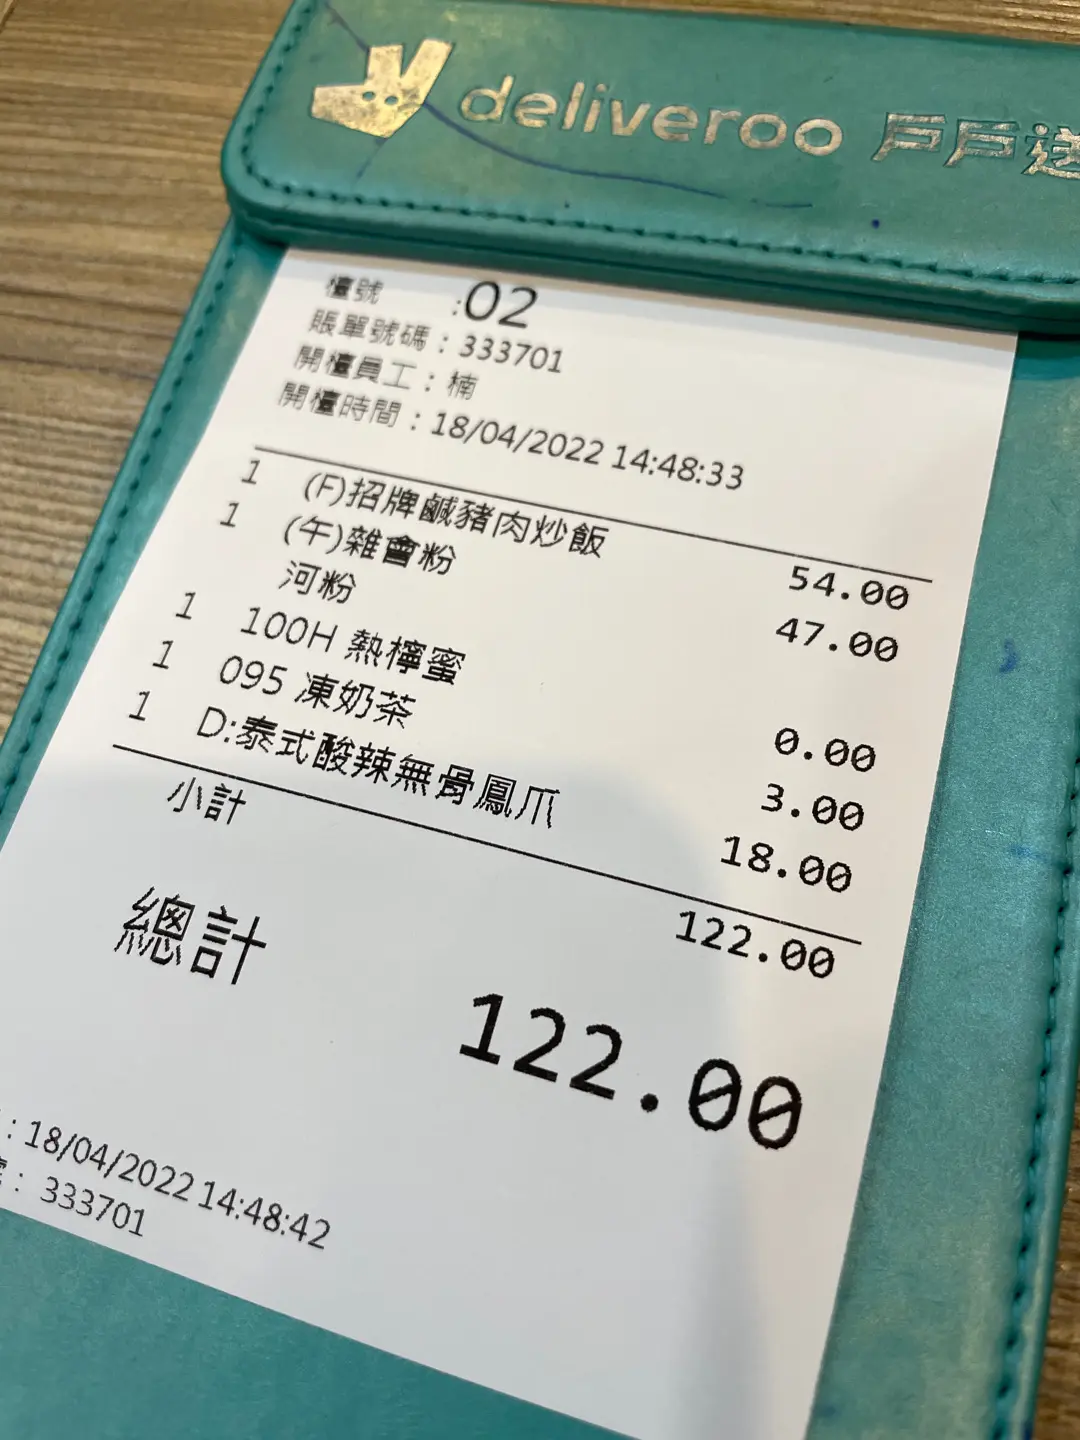 deliveroo 戶戶送
檯號 :02
賬單號碼：333701
開檯員工：楠
開檯時間：18/04/2022 14:48:33
1 (F)招牌鹹豬肉炒飯 54.00
1 (午)雜會粉 47.00
河粉
1 100H 熱檸蜜 0.00
1 095 凍奶茶 3.00
1 D:泰式酸辣無骨鳳爪 18.00
小計 122.00
總計 122.00
: 18/04/2022 14:48:42
: 333701